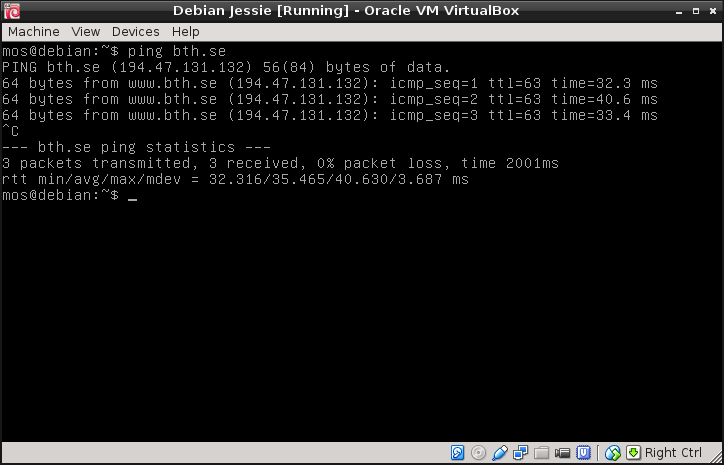 Debian Jessie [Running] - Oracle VM VirtualBox
Machine View Devices Help
mos@debian:~$ ping bth.se
PING bth.se (194.47.131.132) 56(84) bytes of data.
64 bytes from www.bth.se (194.47.131.132): icmp_seq=1 ttl=63 time=32.3 ms
64 bytes from www.bth.se (194.47.131.132): icmp_seq=2 ttl=63 time=40.6 ms
64 bytes from www.bth.se (194.47.131.132): icmp_seq=3 ttl=63 time=33.4 ms
^C
--- bth.se ping statistics ---
3 packets transmitted, 3 received, 0% packet loss, time 2001ms
rtt min/avg/max/mdev = 32.316/35.465/40.630/3.687 ms
mos@debian:~$ _
Right Ctrl